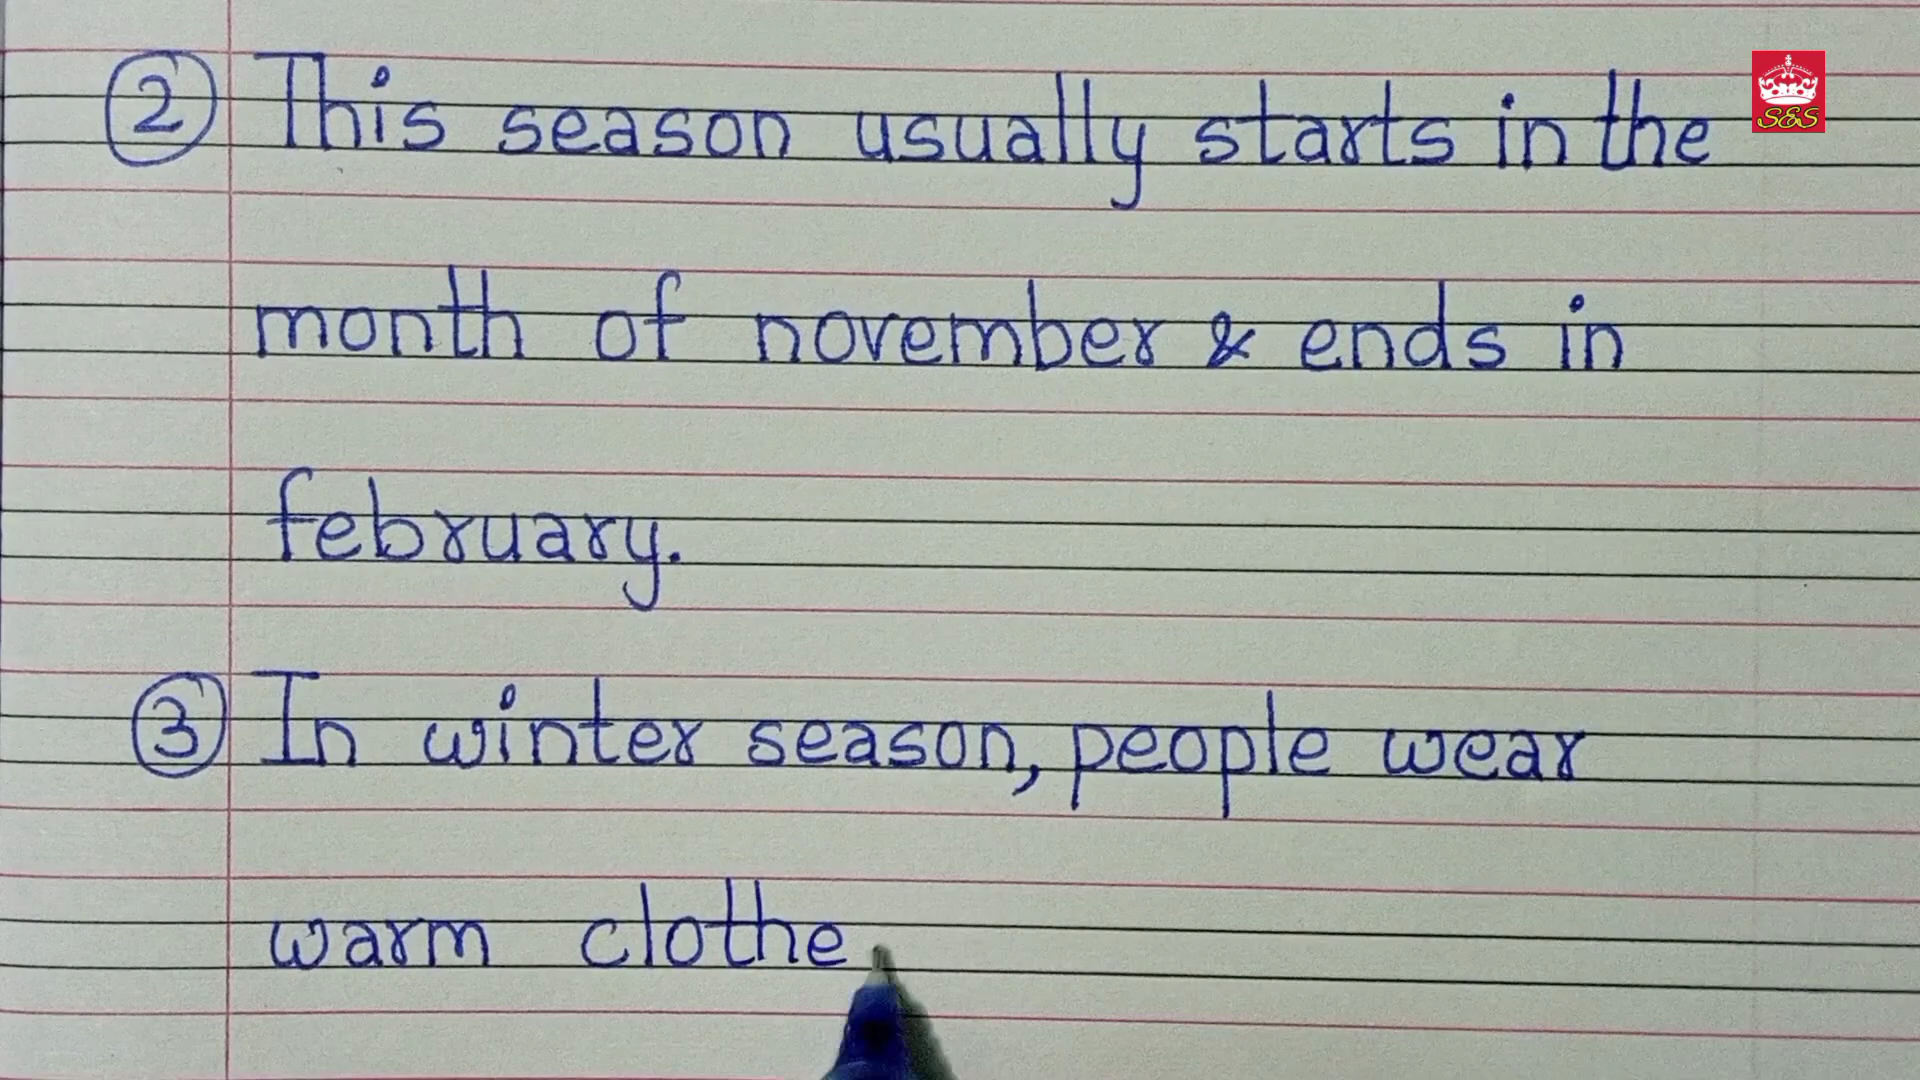 ② This season usually starts in the
month of november & ends in
february.
③ In winter season, people wear
warm clothe
S&S